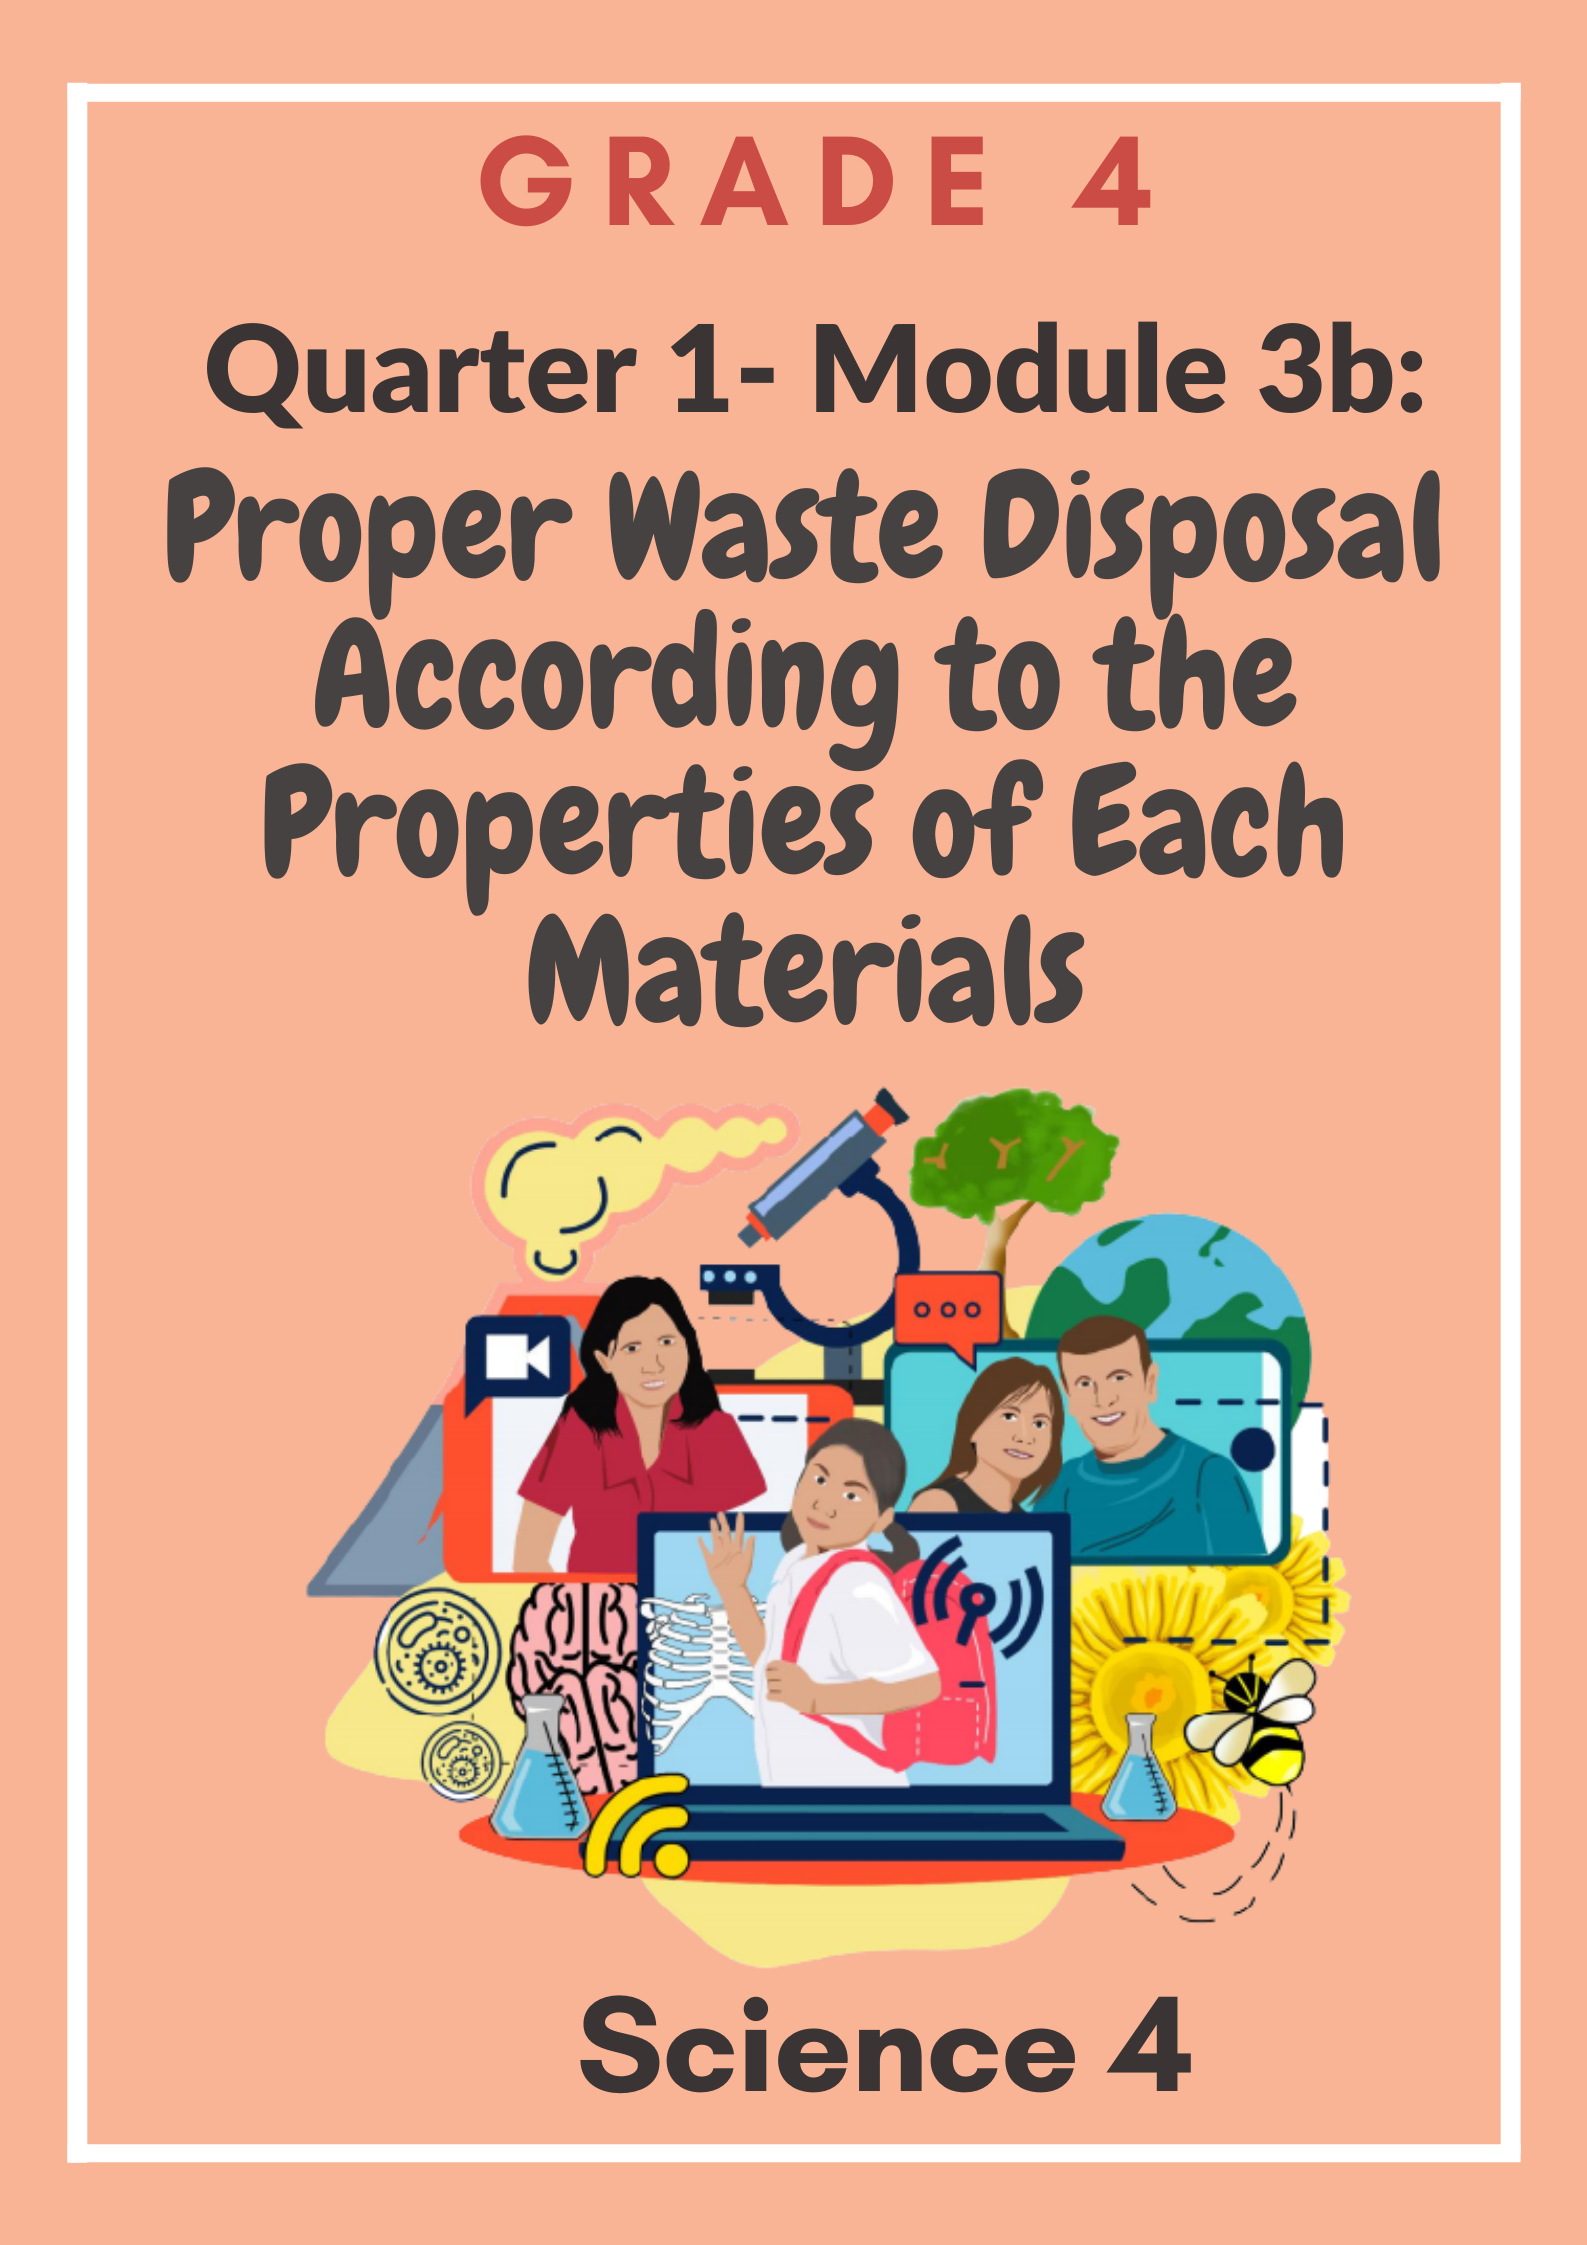 GRADE 4
Quarter 1- Module 3b:
Proper Waste Disposal
According to the
Properties of Each
Materials
Science 4